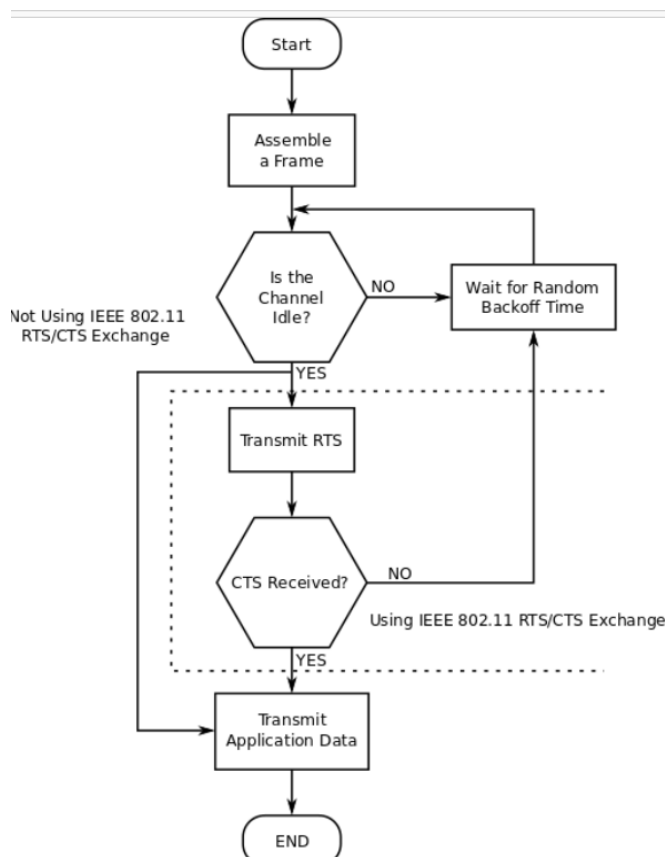 Start
Assemble
a Frame
Is the
Channel
Idle?
NO
Wait for Random
Backoff Time
Not Using IEEE 802.11
RTS/CTS Exchange
YES
Transmit RTS
CTS Received?
NO
Using IEEE 802.11 RTS/CTS Exchange
YES
Transmit
Application Data
END